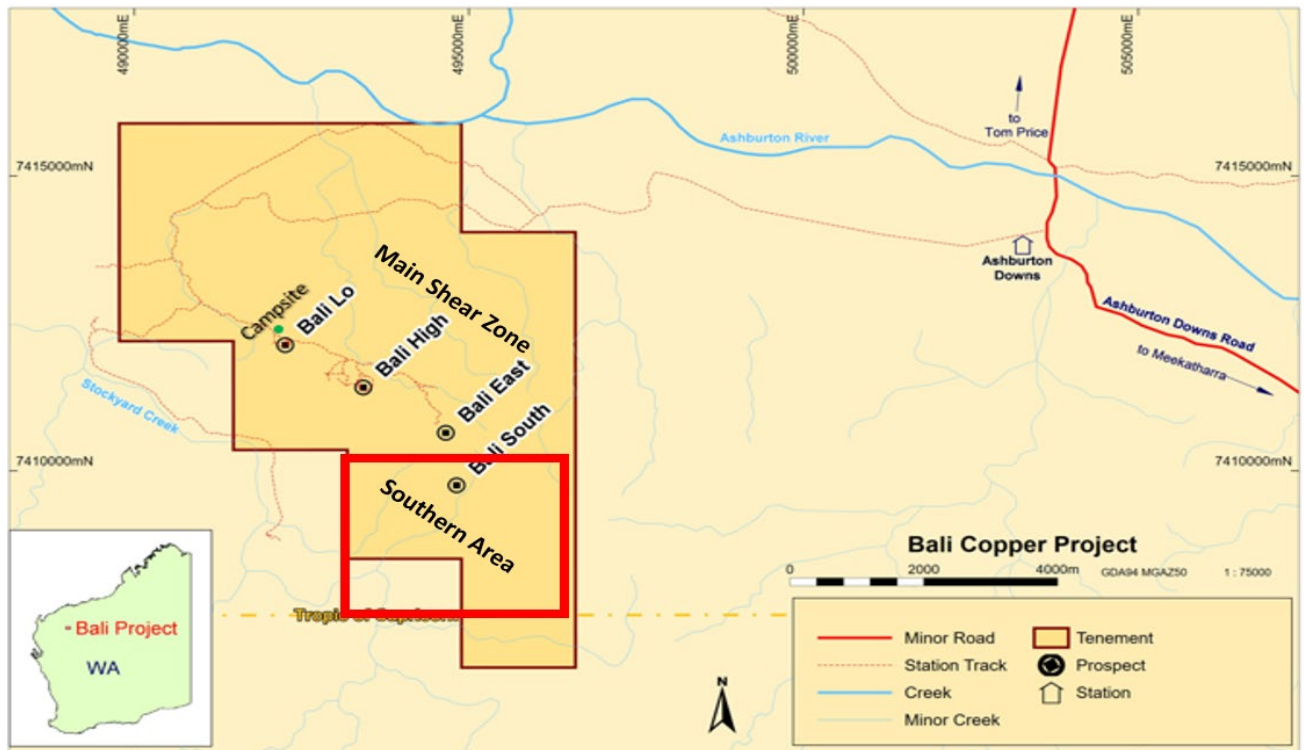 490000mE
495000mE
500000mE
505000mE
to
Tom Price
Ashburton River
7415000mN
7415000mN
Ashburton
Downs
Main Shear Zone
Campsite
Bali Lo
Bali High
Bali East
Bali South
Ashburton Downs Road
to Meekatharra
Stockyard Creek
7410000mN
7410000mN
Southern Area
Bali Copper Project
0 2000 4000m GDA94 MGAZ50 1 : 75000
Tropic of Capricorn
Bali Project
WA
N
Minor Road
Station Track
Creek
Minor Creek
Tenement
Prospect
Station